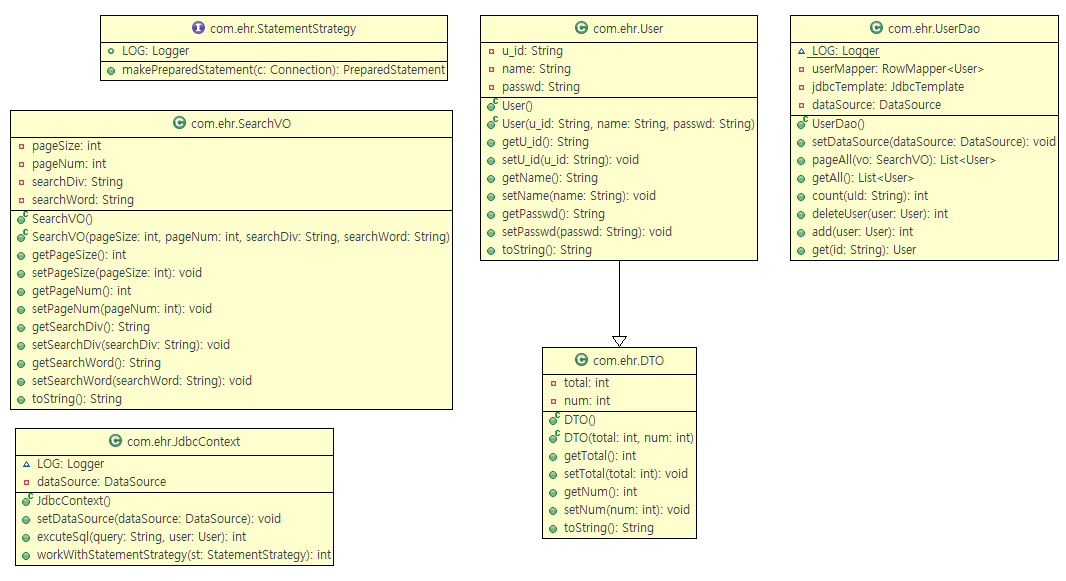 com.ehr.StatementStrategy
LOG: Logger
makePreparedStatement(c: Connection): PreparedStatement
com.ehr.SearchVO
pageSize: int
pageNum: int
searchDiv: String
searchWord: String
SearchVO()
SearchVO(pageSize: int, pageNum: int, searchDiv: String, searchWord: String)
getPageSize(): int
setPageSize(pageSize: int): void
getPageNum(): int
setPageNum(pageNum: int): void
getSearchDiv(): String
setSearchDiv(searchDiv: String): void
getSearchWord(): String
setSearchWord(searchWord: String): void
toString(): String
com.ehr.JdbcContext
LOG: Logger
dataSource: DataSource
JdbcContext()
setDataSource(dataSource: DataSource): void
excuteSql(query: String, user: User): int
workWithStatementStrategy(st: StatementStrategy): int
com.ehr.User
u_id: String
name: String
passwd: String
User()
User(u_id: String, name: String, passwd: String)
getU_id(): String
setU_id(u_id: String): void
getName(): String
setName(name: String): void
getPasswd(): String
setPasswd(passwd: String): void
toString(): String
com.ehr.DTO
total: int
num: int
DTO()
DTO(total: int, num: int)
getTotal(): int
setTotal(total: int): void
getNum(): int
setNum(num: int): void
toString(): String
com.ehr.UserDao
LOG: Logger
userMapper: RowMapper<User>
jdbcTemplate: JdbcTemplate
dataSource: DataSource
UserDao()
setDataSource(dataSource: DataSource): void
pageAll(vo: SearchVO): List<User>
getAll(): List<User>
count(uId: String): int
deleteUser(user: User): int
add(user: User): int
get(id: String): User